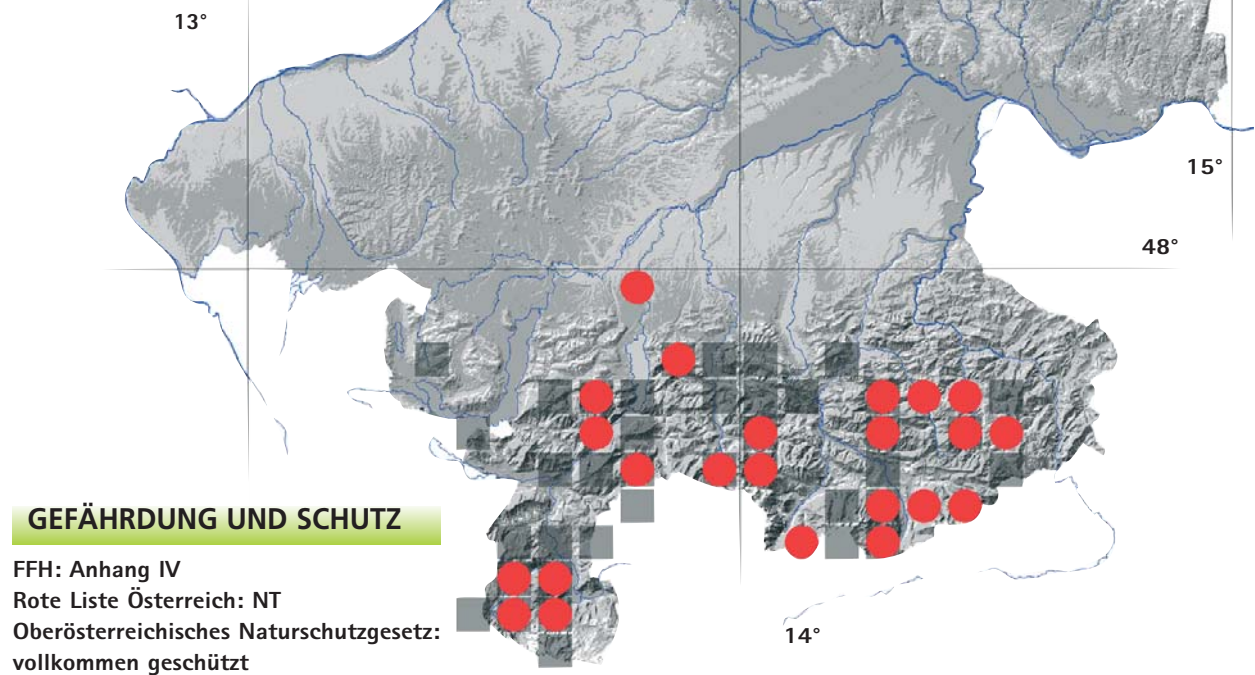 13°
15°
48°
GEFÄHRDUNG UND SCHUTZ
FFH: Anhang IV
Rote Liste Österreich: NT
Oberösterreichisches Naturschutzgesetz:
vollkommen geschützt
14°